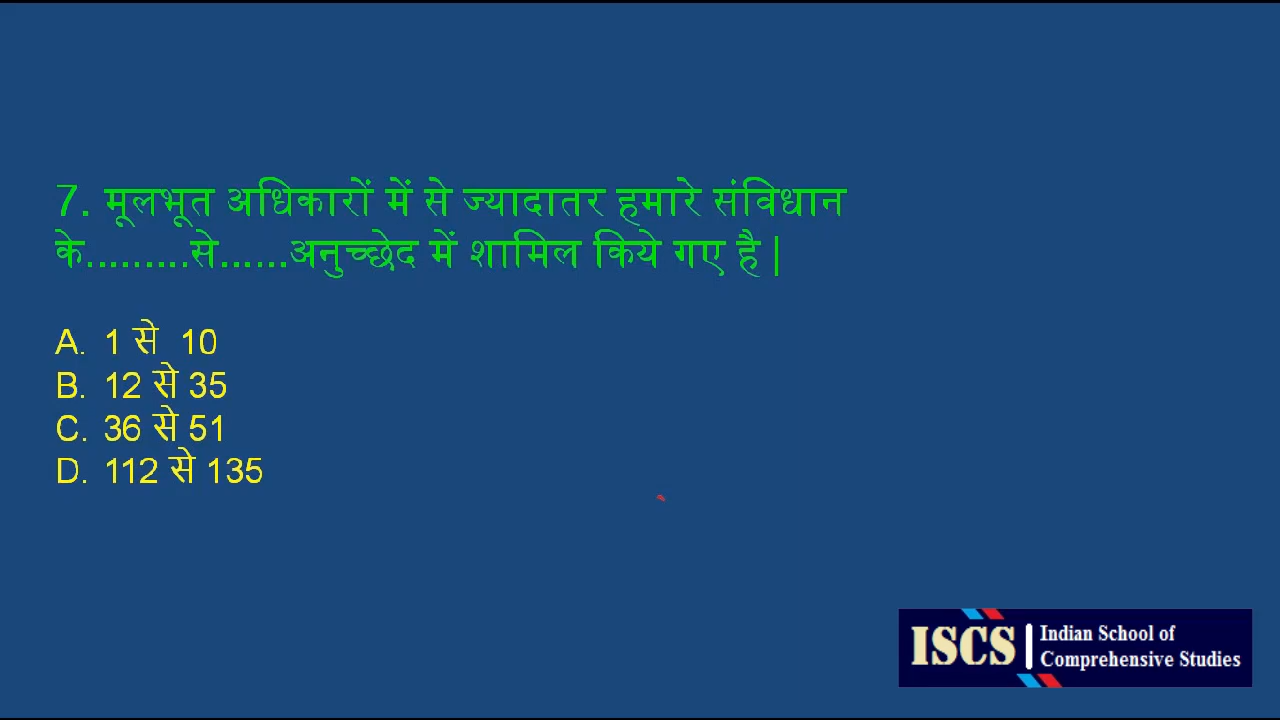 7. मूलभूत अधिकारों में से ज्यादातर हमारे संविधान
के.........से......अनुच्छेद में शामिल किये गए है|
A. 1 से 10
B. 12 से 35
C. 36 से 51
D. 112 से 135
ISCS | Indian School of
Comprehensive Studies